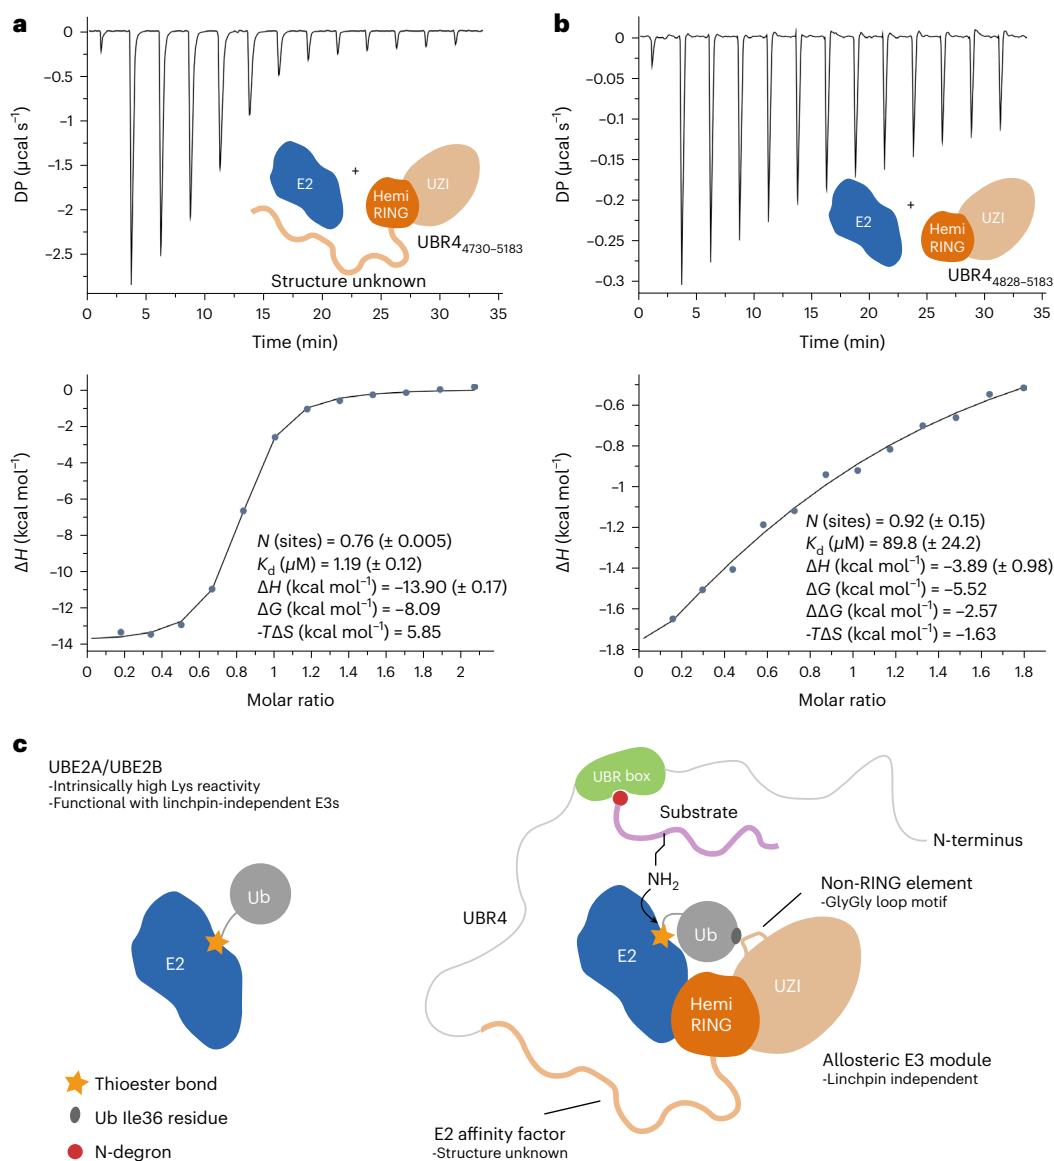 a
0
−0.5
−1
−1.5
−2
−2.5
DP (μcal s⁻¹)
E2
+
Hemi
RING
UZI
UBR4₄₇₃₀₋₅₁₈₃
Structure unknown
0 5 10 15 20 25 30 35
Time (min)
b
0
−0.05
−0.1
−0.15
−0.2
−0.25
−0.3
DP (μcal s⁻¹)
E2
+
Hemi
RING
UZI
UBR4₄₈₂₈₋₅₁₈₃
0 5 10 15 20 25 30 35
Time (min)
0
−2
−4
−6
−8
−10
−12
−14
ΔH (kcal mol⁻¹)
N (sites) = 0.76 (± 0.005)
Kd (μM) = 1.19 (± 0.12)
ΔH (kcal mol⁻¹) = −13.90 (± 0.17)
ΔG (kcal mol⁻¹) = −8.09
-TΔS (kcal mol⁻¹) = 5.85
0 0.2 0.4 0.6 0.8 1 1.2 1.4 1.6 1.8 2
Molar ratio
−0.6
−0.8
−1
−1.2
−1.4
−1.6
−1.8
ΔH (kcal mol⁻¹)
N (sites) = 0.92 (± 0.15)
Kd (μM) = 89.8 (± 24.2)
ΔH (kcal mol⁻¹) = −3.89 (± 0.98)
ΔG (kcal mol⁻¹) = −5.52
ΔΔG (kcal mol⁻¹) = −2.57
-TΔS (kcal mol⁻¹) = −1.63
0 0.2 0.4 0.6 0.8 1 1.2 1.4 1.6 1.8
Molar ratio
c
UBE2A/UBE2B
-Intrinsically high Lys reactivity
-Functional with linchpin-independent E3s
Ub
E2
Thioester bond
Ub Ile36 residue
N-degron
UBR box
Substrate
N-terminus
NH₂
Non-RING element
-GlyGly loop motif
UBR4
Ub
E2
UZI
Hemi
RING
Allosteric E3 module
-Linchpin independent
E2 affinity factor
-Structure unknown